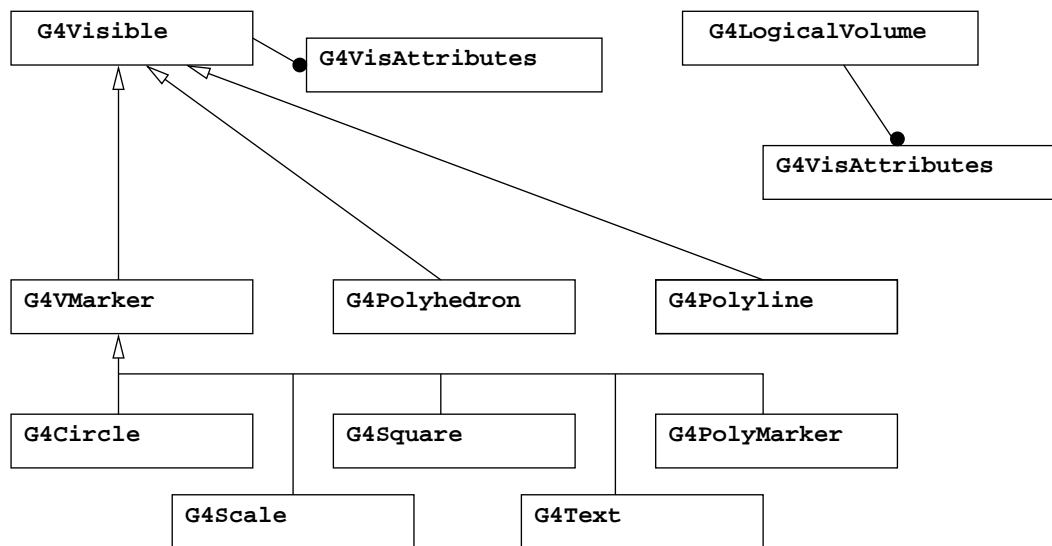 G4Visible
G4VisAttributes
G4LogicalVolume
G4VisAttributes
G4VMarker
G4Polyhedron
G4Polyline
G4Circle
G4Square
G4PolyMarker
G4Scale
G4Text